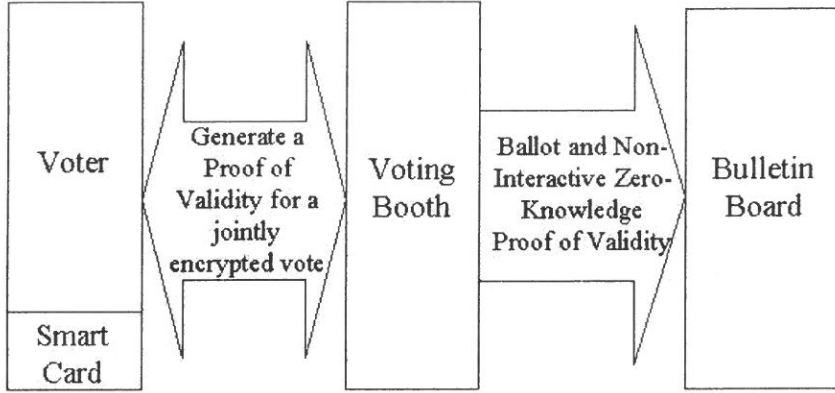 Voter
Smart
Card
Generate a
Proof of
Validity for a
jointly
encrypted vote
Voting
Booth
Ballot and Non-
Interactive Zero-
Knowledge
Proof of Validity
Bulletin
Board